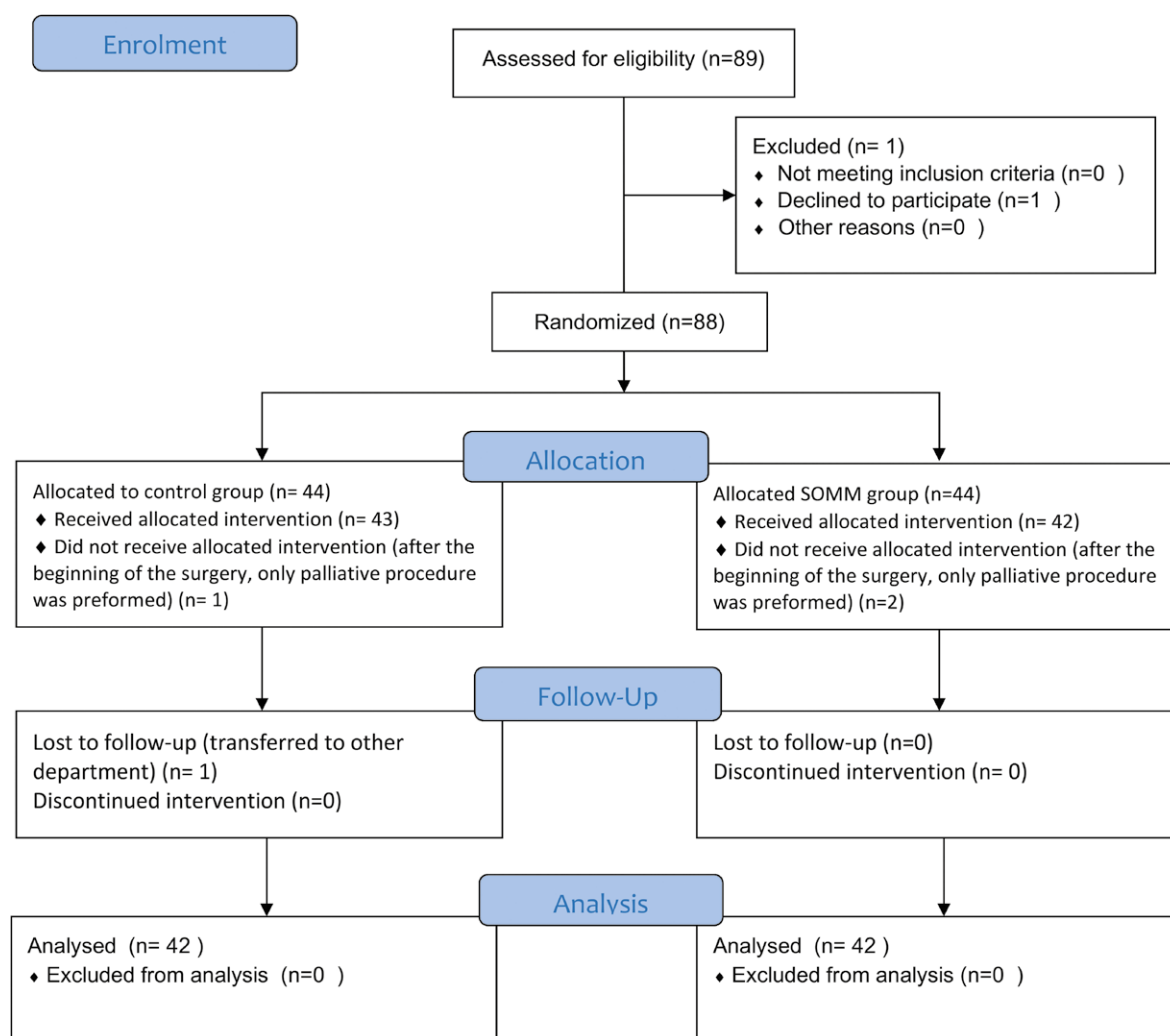 Enrolment
Assessed for eligibility (n=89)
Excluded (n= 1)
♦ Not meeting inclusion criteria (n=0 )
♦ Declined to participate (n=1 )
♦ Other reasons (n=0 )
Randomized (n=88)
Allocation
Allocated to control group (n= 44)
♦ Received allocated intervention (n= 43)
♦ Did not receive allocated intervention (after the
beginning of the surgery, only palliative procedure
was preformed) (n= 1)
Allocated SOMM group (n=44)
♦ Received allocated intervention (n= 42)
♦ Did not receive allocated intervention (after the
beginning of the surgery, only palliative procedure
was preformed) (n=2)
Follow-Up
Lost to follow-up (transferred to other
department) (n= 1)
Discontinued intervention (n=0)
Lost to follow-up (n=0)
Discontinued intervention (n= 0)
Analysis
Analysed (n= 42 )
♦ Excluded from analysis (n=0 )
Analysed (n= 42 )
♦ Excluded from analysis (n=0 )